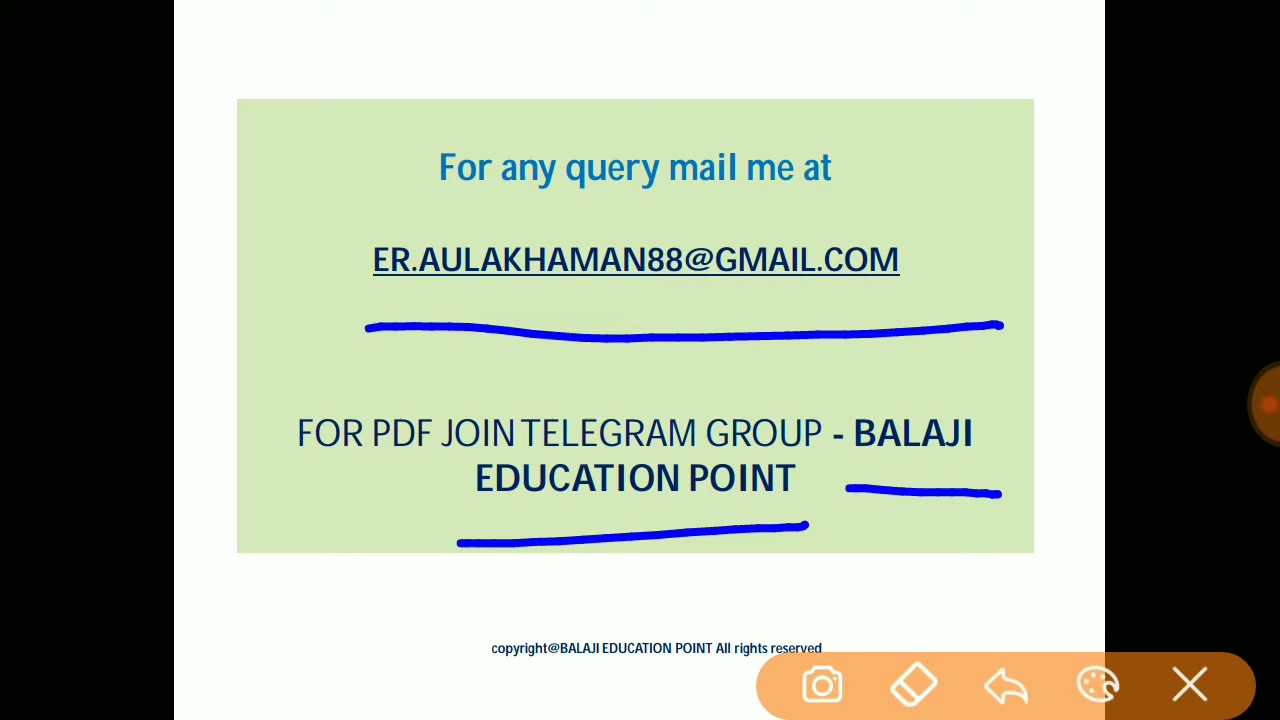 For any query mail me at
ER.AULAKHAMAN88@GMAIL.COM
FOR PDF JOIN TELEGRAM GROUP - BALAJI
EDUCATION POINT
copyright@BALAJI EDUCATION POINT All rights reserved